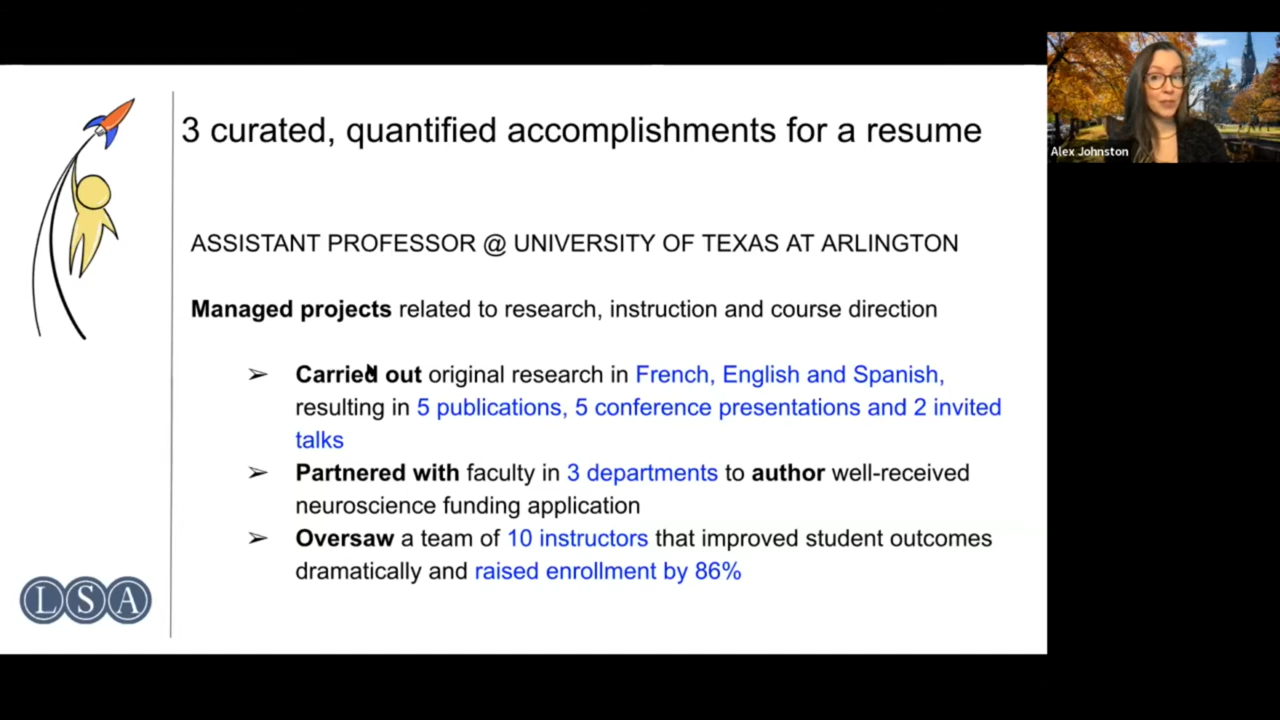 3 curated, quantified accomplishments for a resume
Alex Johnston
ASSISTANT PROFESSOR @ UNIVERSITY OF TEXAS AT ARLINGTON
Managed projects related to research, instruction and course direction
➢ Carried out original research in French, English and Spanish,
resulting in 5 publications, 5 conference presentations and 2 invited
talks
➢ Partnered with faculty in 3 departments to author well-received
neuroscience funding application
➢ Oversaw a team of 10 instructors that improved student outcomes
dramatically and raised enrollment by 86%
LSA